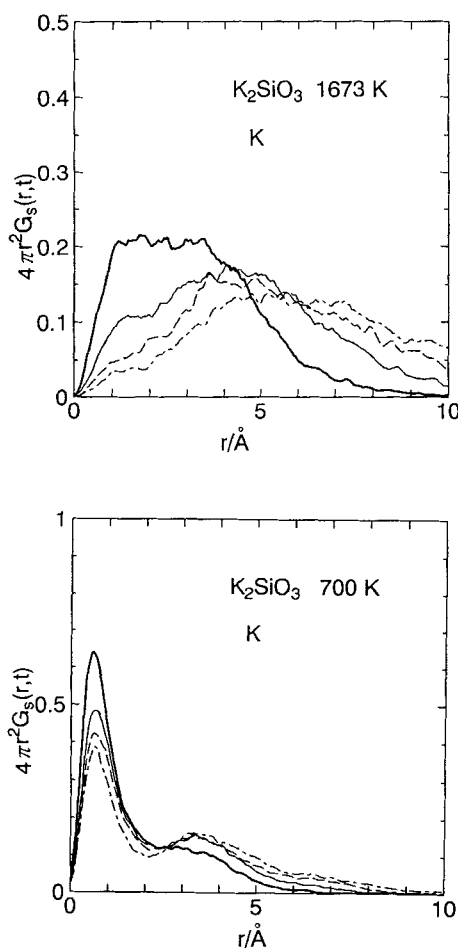 0.5
0.4
0.3
0.2
0.1
0
4πr²Gₛ(r,t)
K₂SiO₃ 1673 K
K
0 5 10
r/Å
1
0.5
0
4πr²Gₛ(r,t)
K₂SiO₃ 700 K
K
0 5 10
r/Å